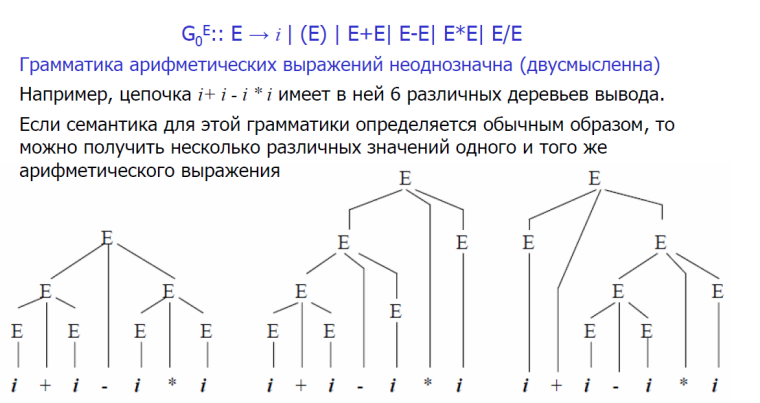 G₀ᴱ:: E → i | (E) | E+E| E-E| E*E| E/E
Грамматика арифметических выражений неоднозначна (двусмысленна)
Например, цепочка i+ i - i * i имеет в ней 6 различных деревьев вывода.
Если семантика для этой грамматики определяется обычным образом, то
можно получить несколько различных значений одного и того же
арифметического выражения
E
E E
E E E E
i + i - i * i
E
E E
E E
E E
i + i - i * i
E
E E
E E
E E
i + i - i * i